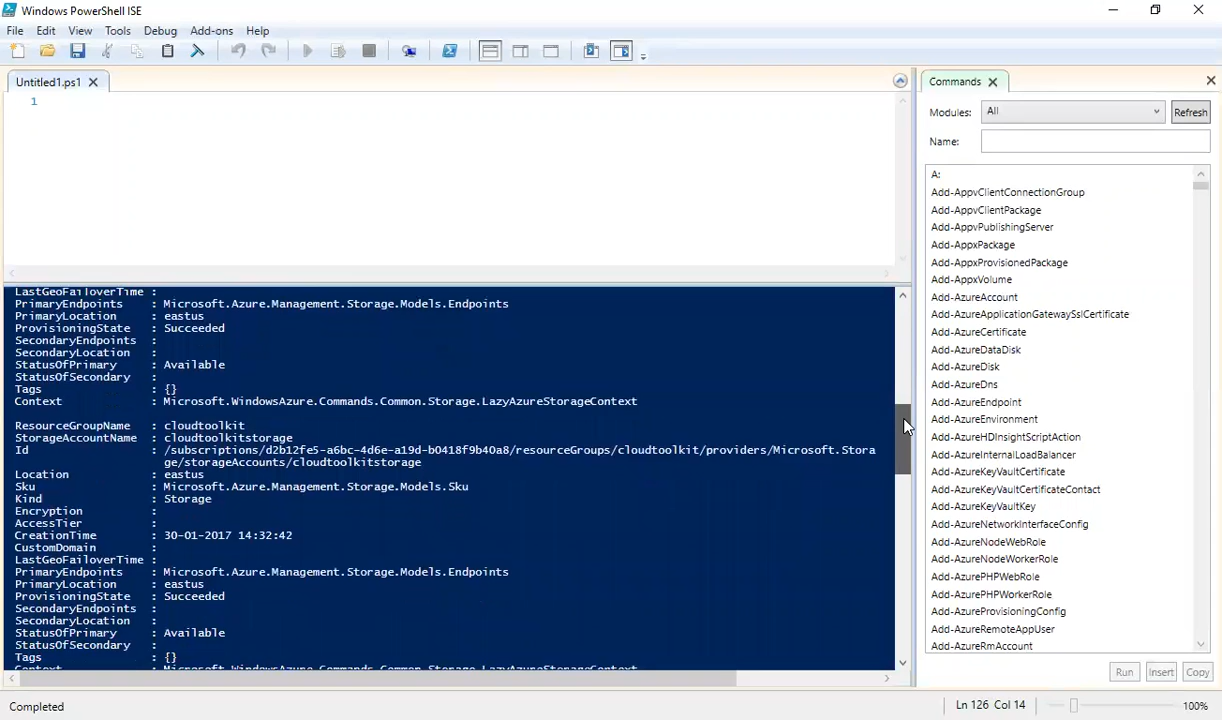 Windows PowerShell ISE
File Edit View Tools Debug Add-ons Help
Untitled1.ps1
1
LastGeoFailoverTime :
PrimaryEndpoints : Microsoft.Azure.Management.Storage.Models.Endpoints
PrimaryLocation : eastus
ProvisioningState : Succeeded
SecondaryEndpoints :
SecondaryLocation :
StatusOfPrimary : Available
StatusOfSecondary :
Tags : {}
Context : Microsoft.WindowsAzure.Commands.Common.Storage.LazyAzureStorageContext
ResourceGroupName : cloudtoolkit
StorageAccountName : cloudtoolkitstorage
Id : /subscriptions/d2b12fe5-a6bc-4d6e-a19d-b0418f9b40a8/resourceGroups/cloudtoolkit/providers/Microsoft.Stora
ge/storageAccounts/cloudtoolkitstorage
Location : eastus
Sku : Microsoft.Azure.Management.Storage.Models.Sku
Kind : Storage
Encryption :
AccessTier :
CreationTime : 30-01-2017 14:32:42
CustomDomain :
LastGeoFailoverTime :
PrimaryEndpoints : Microsoft.Azure.Management.Storage.Models.Endpoints
PrimaryLocation : eastus
ProvisioningState : Succeeded
SecondaryEndpoints :
SecondaryLocation :
StatusOfPrimary : Available
StatusOfSecondary :
Tags : {}
Context : Microsoft.WindowsAzure.Commands.Common.Storage.LazyAzureStorageContext
Commands
Modules: All Refresh
Name:
A:
Add-AppvClientConnectionGroup
Add-AppvClientPackage
Add-AppvPublishingServer
Add-AppxPackage
Add-AppxProvisionedPackage
Add-AppxVolume
Add-AzureAccount
Add-AzureApplicationGatewaySslCertificate
Add-AzureCertificate
Add-AzureDataDisk
Add-AzureDisk
Add-AzureDns
Add-AzureEndpoint
Add-AzureEnvironment
Add-AzureHDInsightScriptAction
Add-AzureInternalLoadBalancer
Add-AzureKeyVaultCertificate
Add-AzureKeyVaultCertificateContact
Add-AzureKeyVaultKey
Add-AzureNetworkInterfaceConfig
Add-AzureNodeWebRole
Add-AzureNodeWorkerRole
Add-AzurePHPWebRole
Add-AzurePHPWorkerRole
Add-AzureProvisioningConfig
Add-AzureRemoteAppUser
Add-AzureRmAccount
Run Insert Copy
Completed
Ln 126 Col 14
100%